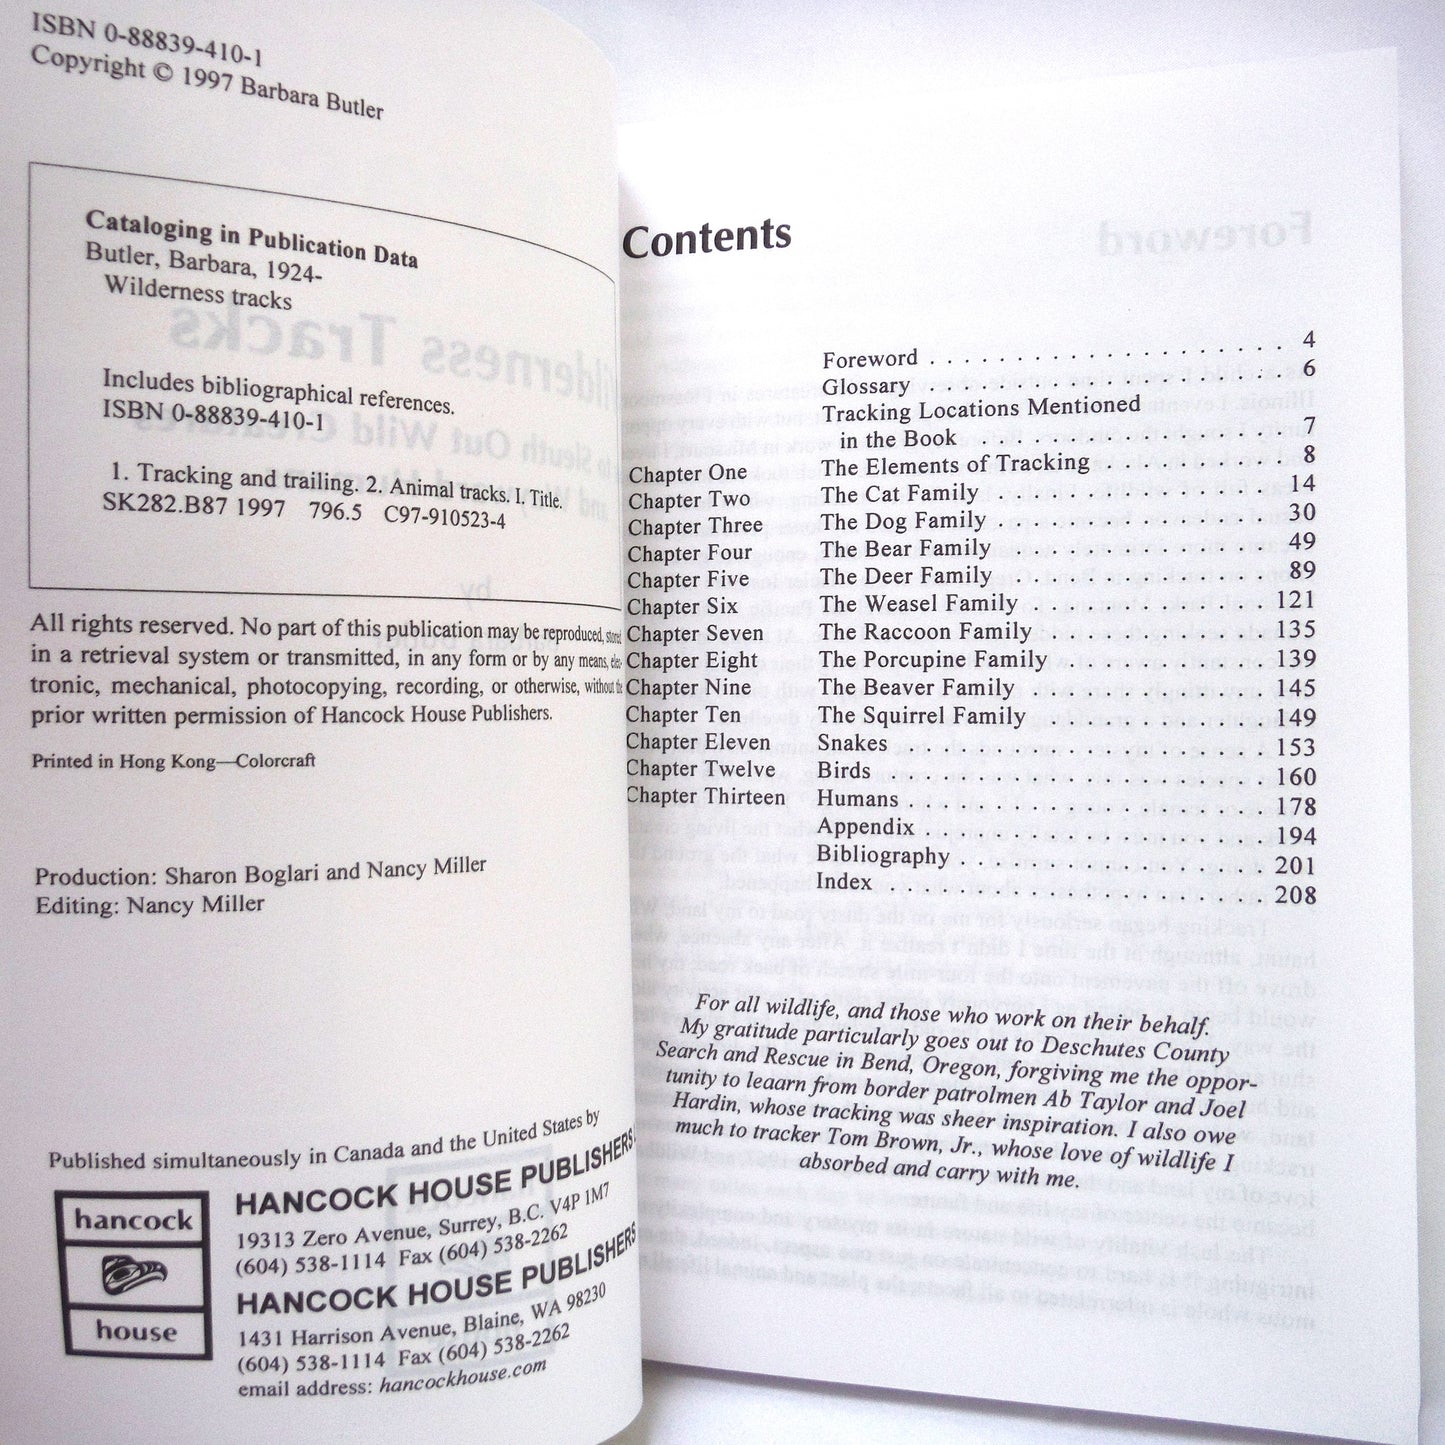 ISBN 0-88839-410-1
Copyright © 1997 Barbara Butler
Cataloging in Publication Data
Butler, Barbara, 1924-
Wilderness tracks
Includes bibliographical references.
ISBN 0-88839-410-1
1. Tracking and trailing. 2. Animal tracks. I. Title.
SK282.B87 1997 796.5 C97-910523-4
All rights reserved. No part of this publication may be reproduced, stored
in a retrieval system or transmitted, in any form or by any means, elec-
tronic, mechanical, photocopying, recording, or otherwise, without the
prior written permission of Hancock House Publishers.
Printed in Hong Kong—Colorcraft
Production: Sharon Boglari and Nancy Miller
Editing: Nancy Miller
Published simultaneously in Canada and the United States by
hancock
house
HANCOCK HOUSE PUBLISHERS
19313 Zero Avenue, Surrey, B.C. V4P 1M7
(604) 538-1114 Fax (604) 538-2262
HANCOCK HOUSE PUBLISHERS
1431 Harrison Avenue, Blaine, WA 98230
(604) 538-1114 Fax (604) 538-2262
email address: hancockhouse.com
Contents
Foreword . . . . . . . . . . . . . . . . . . . . . 4
Glossary . . . . . . . . . . . . . . . . . . . . . 6
Tracking Locations Mentioned
in the Book . . . . . . . . . . . . . . . . . . 7
Chapter One The Elements of Tracking . . . . . . . . . . 8
Chapter Two The Cat Family . . . . . . . . . . . . . . . . 14
Chapter Three The Dog Family . . . . . . . . . . . . . . . 30
Chapter Four The Bear Family . . . . . . . . . . . . . . . 49
Chapter Five The Deer Family . . . . . . . . . . . . . . . 89
Chapter Six The Weasel Family . . . . . . . . . . . . . 121
Chapter Seven The Raccoon Family . . . . . . . . . . . . 135
Chapter Eight The Porcupine Family . . . . . . . . . . . 139
Chapter Nine The Beaver Family . . . . . . . . . . . . . 145
Chapter Ten The Squirrel Family . . . . . . . . . . . . 149
Chapter Eleven Snakes . . . . . . . . . . . . . . . . . . . . 153
Chapter Twelve Birds . . . . . . . . . . . . . . . . . . . . . 160
Chapter Thirteen Humans . . . . . . . . . . . . . . . . . . . 178
Appendix . . . . . . . . . . . . . . . . . . . 194
Bibliography . . . . . . . . . . . . . . . . . 201
Index . . . . . . . . . . . . . . . . . . . . . 208
For all wildlife, and those who work on their behalf.
My gratitude particularly goes out to Deschutes County
Search and Rescue in Bend, Oregon, forgiving me the oppor-
tunity to leaarn from border patrolmen Ab Taylor and Joel
Hardin, whose tracking was sheer inspiration. I also owe
much to tracker Tom Brown, Jr., whose love of wildlife I
absorbed and carry with me.